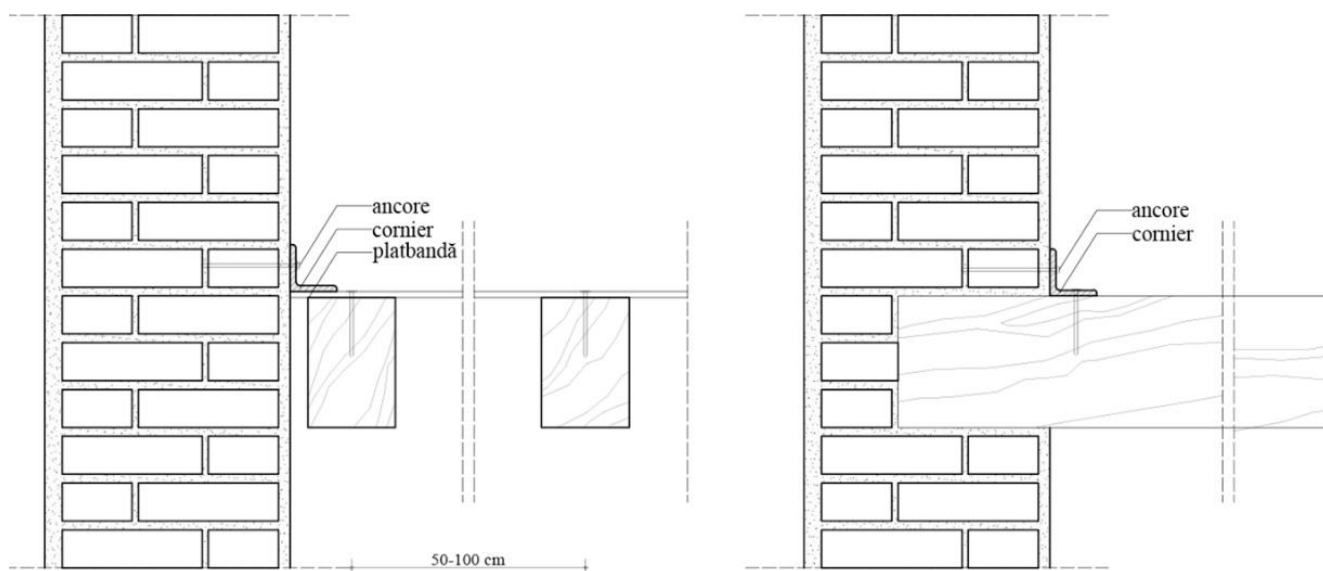 ancore
cornier
platbandă
50-100 cm
ancore
cornier